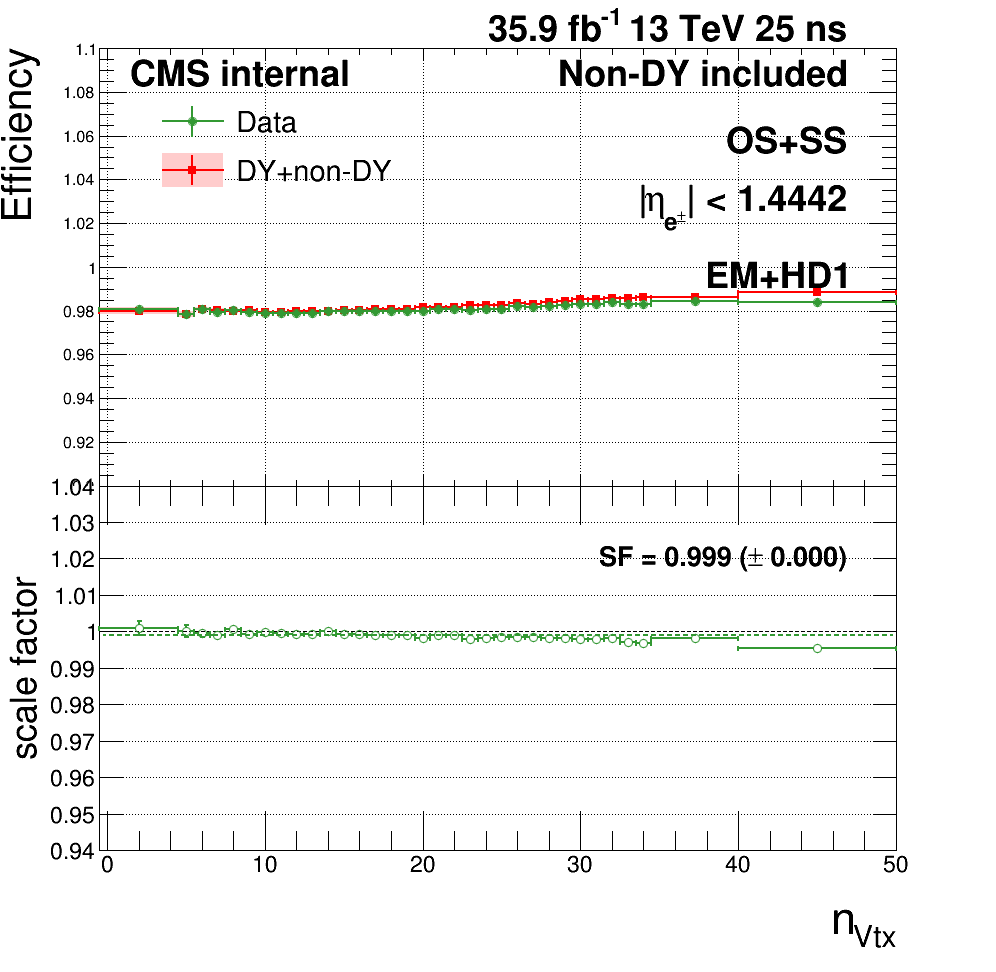 35.9 fb-1 13 TeV 25 ns
CMS internal
Non-DY included
Data
OS+SS
DY+non-DY
|ηe±| < 1.4442
EM+HD1
Efficiency
1.1
1.08
1.06
1.04
1.02
1
0.98
0.96
0.94
0.92
1.04
1.03
1.02
1.01
1
0.99
0.98
0.97
0.96
0.95
0.94
SF = 0.999 (± 0.000)
scale factor
0 10 20 30 40 50
nVtx